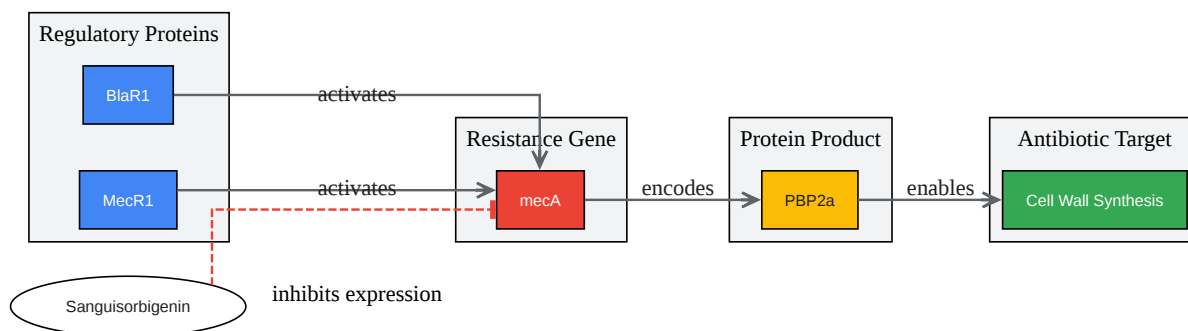 Regulatory Proteins
BlaR1
activates
MecR1
activates
Resistance Gene
mecA
encodes
Protein Product
PBP2a
enables
Antibiotic Target
Cell Wall Synthesis
Sanguisorbigenin
inhibits expression